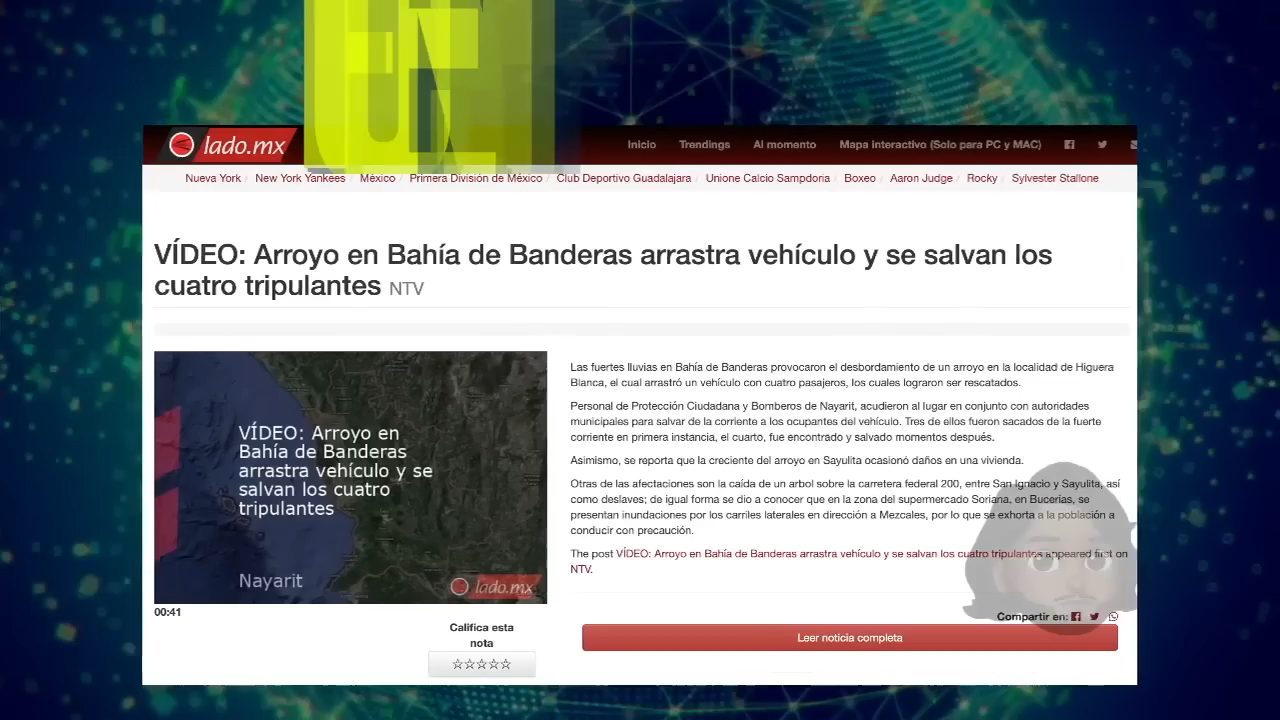 lado.mx
Inicio Trendings Al momento Mapa interactivo (Solo para PC y MAC)
Nueva York / New York Yankees / México / Primera División de México / Club Deportivo Guadalajara / Unione Calcio Sampdoria / Boxeo / Aaron Judge / Rocky / Sylvester Stallone
VÍDEO: Arroyo en Bahía de Banderas arrastra vehículo y se salvan los
cuatro tripulantes NTV
VÍDEO: Arroyo en
Bahía de Banderas
arrastra vehículo y se
salvan los cuatro
tripulantes
Nayarit
lado.mx
00:41
Califica esta
nota
☆☆☆☆☆
Las fuertes lluvias en Bahía de Banderas provocaron el desbordamiento de un arroyo en la localidad de Higuera
Blanca, el cual arrastró un vehículo con cuatro pasajeros, los cuales lograron ser rescatados.
Personal de Protección Ciudadana y Bomberos de Nayarit, acudieron al lugar en conjunto con autoridades
municipales para salvar de la corriente a los ocupantes del vehículo. Tres de ellos fueron sacados de la fuerte
corriente en primera instancia, el cuarto, fue encontrado y salvado momentos después.
Asimismo, se reporta que la creciente del arroyo en Sayulita ocasionó daños en una vivienda.
Otras de las afectaciones son la caída de un arbol sobre la carretera federal 200, entre San Ignacio y Sayulita, así
como deslaves; de igual forma se dio a conocer que en la zona del supermercado Soriana, en Bucerías, se
presentan inundaciones por los carriles laterales en dirección a Mezcales, por lo que se exhorta a la población a
conducir con precaución.
The post VÍDEO: Arroyo en Bahía de Banderas arrastra vehículo y se salvan los cuatro tripulantes appeared first on
NTV.
Compartir en:
Leer noticia completa